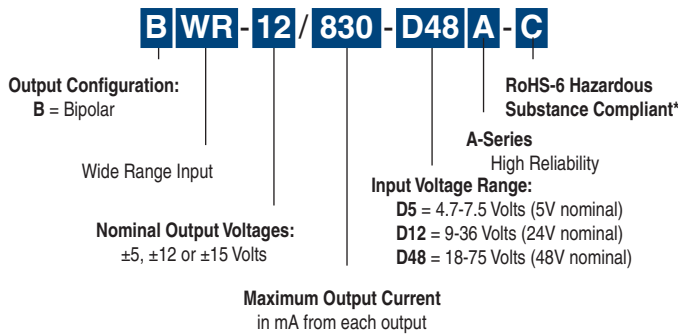 B WR - 12 / 830 - D48 A - C
Output Configuration:
B = Bipolar
RoHS-6 Hazardous
Substance Compliant*
A-Series
High Reliability
Wide Range Input
Input Voltage Range:
D5 = 4.7-7.5 Volts (5V nominal)
D12 = 9-36 Volts (24V nominal)
D48 = 18-75 Volts (48V nominal)
Nominal Output Voltages:
±5, ±12 or ±15 Volts
Maximum Output Current
in mA from each output